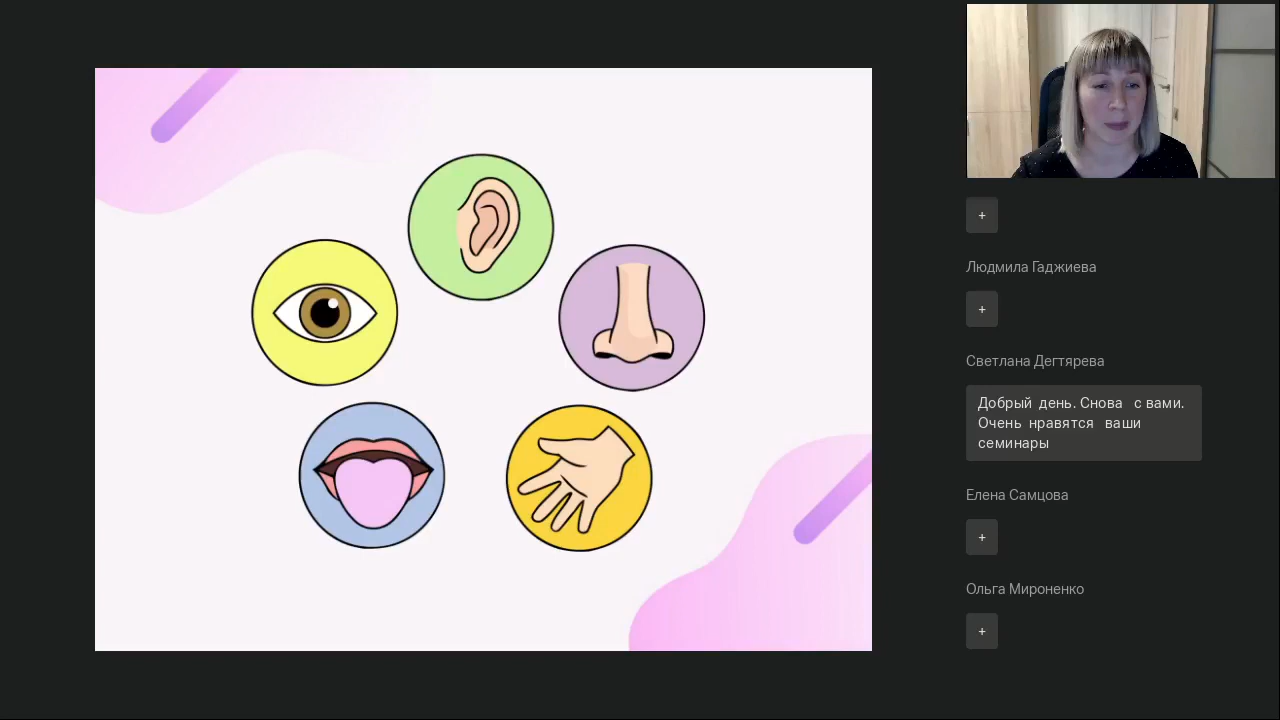 +
Людмила Гаджиева
+
Светлана Дегтярева
Добрый день. Снова с вами.
Очень нравятся ваши
семинары
Елена Самцова
+
Ольга Мироненко
+